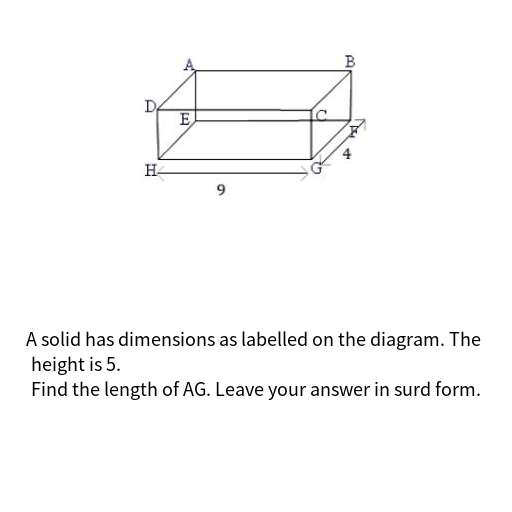 A
B
D
E
C
F
4
H
G
9
A solid has dimensions as labelled on the diagram. The
height is 5.
Find the length of AG. Leave your answer in surd form.